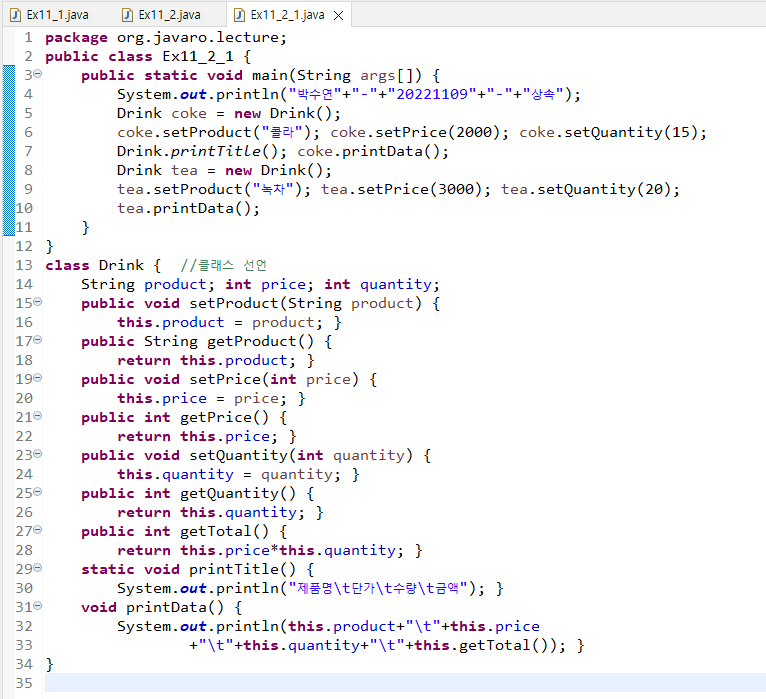 Ex11_1.java Ex11_2.java Ex11_2_1.java
1 package org.javaro.lecture;
2 public class Ex11_2_1 {
3 public static void main(String args[]) {
4 System.out.println("박수연"+"-"+"20221109"+"-"+"상속");
5 Drink coke = new Drink();
6 coke.setProduct("콜라"); coke.setPrice(2000); coke.setQuantity(15);
7 Drink.printTitle(); coke.printData();
8 Drink tea = new Drink();
9 tea.setProduct("녹차"); tea.setPrice(3000); tea.setQuantity(20);
10 tea.printData();
11 }
12 }
13 class Drink { //클래스 선언
14 String product; int price; int quantity;
15 public void setProduct(String product) {
16 this.product = product; }
17 public String getProduct() {
18 return this.product; }
19 public void setPrice(int price) {
20 this.price = price; }
21 public int getPrice() {
22 return this.price; }
23 public void setQuantity(int quantity) {
24 this.quantity = quantity; }
25 public int getQuantity() {
26 return this.quantity; }
27 public int getTotal() {
28 return this.price*this.quantity; }
29 static void printTitle() {
30 System.out.println("제품명\t단가\t수량\t금액"); }
31 void printData() {
32 System.out.println(this.product+"\t"+this.price
33 +"\t"+this.quantity+"\t"+this.getTotal()); }
34 }
35